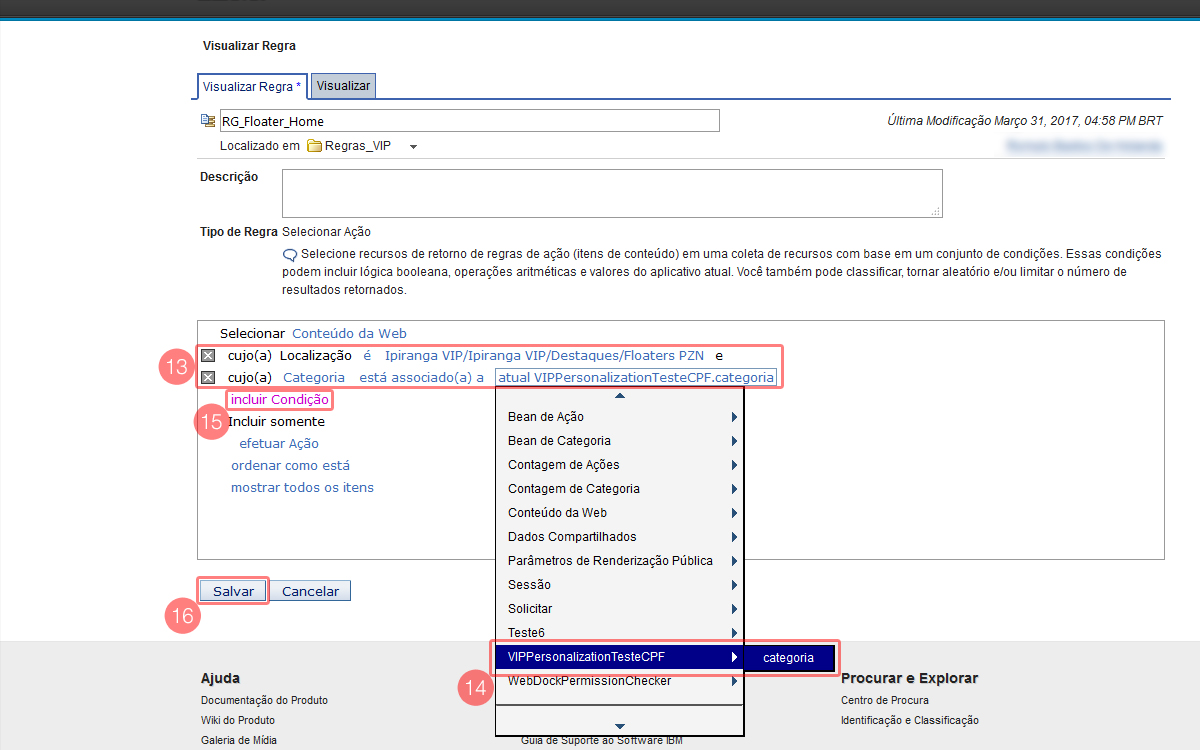 Visualizar Regra
Visualizar Regra *
Visualizar
RG_Floater_Home
Última Modificação Março 31, 2017, 04:58 PM BRT
Localizado em Regras_VIP
Descrição
Tipo de Regra Selecionar Ação
Selecione recursos de retorno de regras de ação (itens de conteúdo) em uma coleta de recursos com base em um conjunto de condições. Essas condições
podem incluir lógica booleana, operações aritméticas e valores do aplicativo atual. Você também pode classificar, tornar aleatório e/ou limitar o número de
resultados retornados.
Selecionar Conteúdo da Web
13
cujo(a) Localização é Ipiranga VIP/Ipiranga VIP/Destaques/Floaters PZN e
cujo(a) Categoria está associado(a) a atual VIPPersonalizationTesteCPF.categoria
incluir Condição
15
Incluir somente
efetuar Ação
ordenar como está
mostrar todos os itens
Bean de Ação
Bean de Categoria
Contagem de Ações
Contagem de Categoria
Conteúdo da Web
Dados Compartilhados
Parâmetros de Renderização Pública
Sessão
Solicitar
Teste6
VIPPersonalizationTesteCPF
categoria
14
WebDockPermissionChecker
Salvar
Cancelar
16
Ajuda
Documentação do Produto
Wiki do Produto
Galeria de Mídia
Guia de Suporte ao Software IBM
Procurar e Explorar
Centro de Procura
Identificação e Classificação